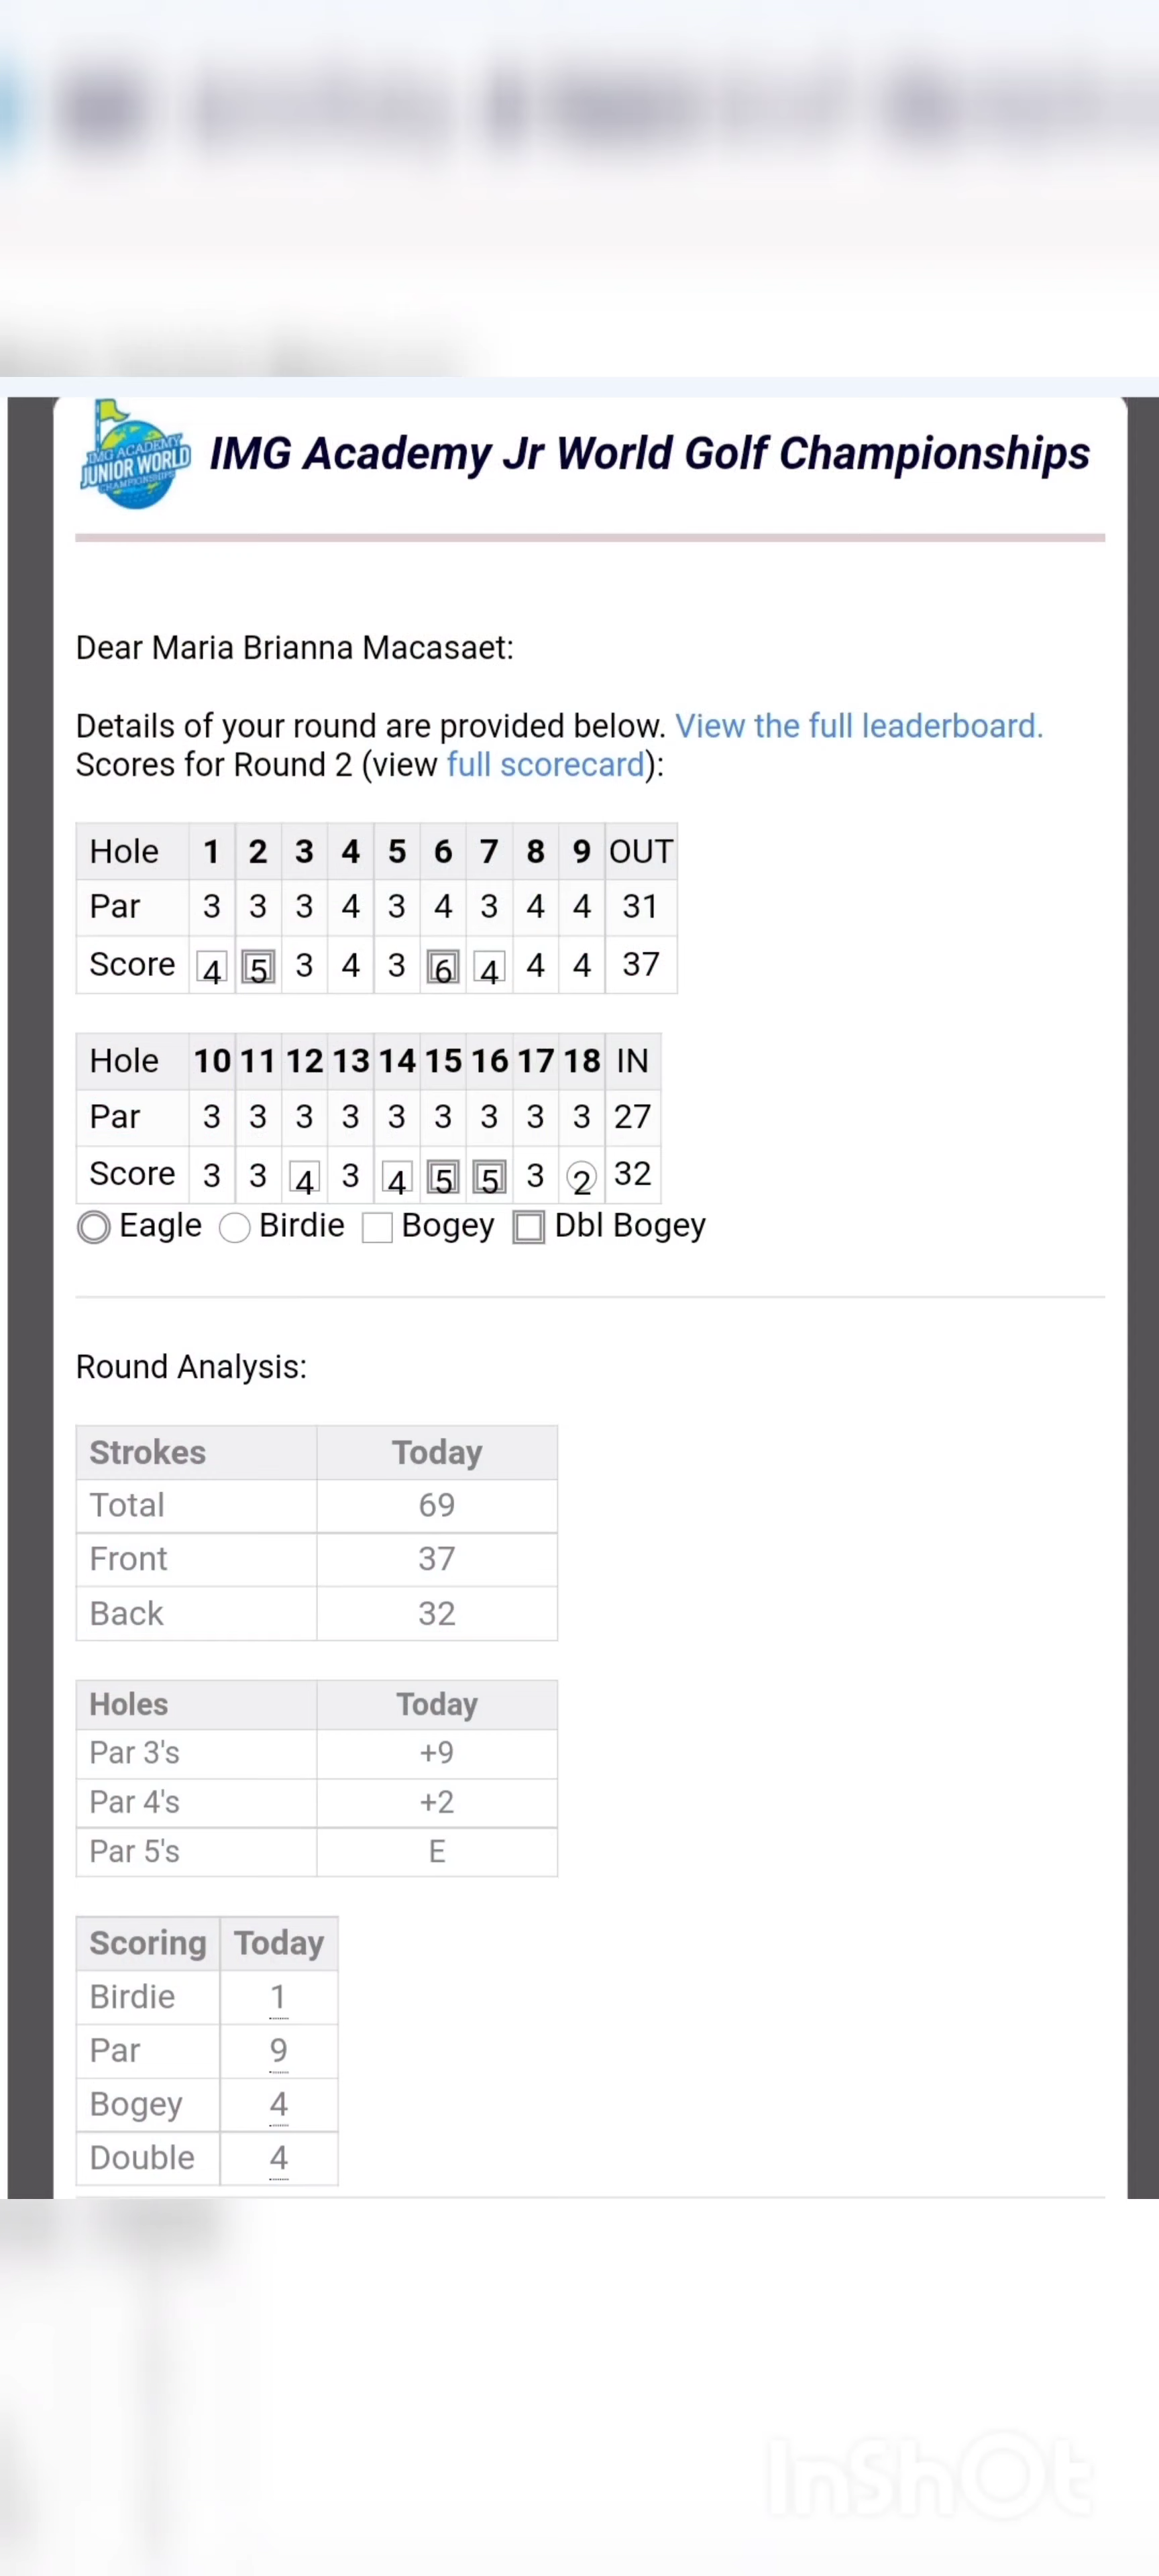 IMG ACADEMY
JUNIOR WORLD
CHAMPIONSHIPS
IMG Academy Jr World Golf Championships
Dear Maria Brianna Macasaet:
Details of your round are provided below. View the full leaderboard.
Scores for Round 2 (view full scorecard):
Hole 1 2 3 4 5 6 7 8 9 OUT
Par 3 3 3 4 3 4 3 4 4 31
Score 4 5 3 4 3 6 4 4 4 37
Hole 10 11 12 13 14 15 16 17 18 IN
Par 3 3 3 3 3 3 3 3 3 27
Score 3 3 4 3 4 5 5 3 2 32
Eagle Birdie Bogey Dbl Bogey
Round Analysis:
Strokes Today
Total 69
Front 37
Back 32
Holes Today
Par 3's +9
Par 4's +2
Par 5's E
Scoring Today
Birdie 1
Par 9
Bogey 4
Double 4
InShOt